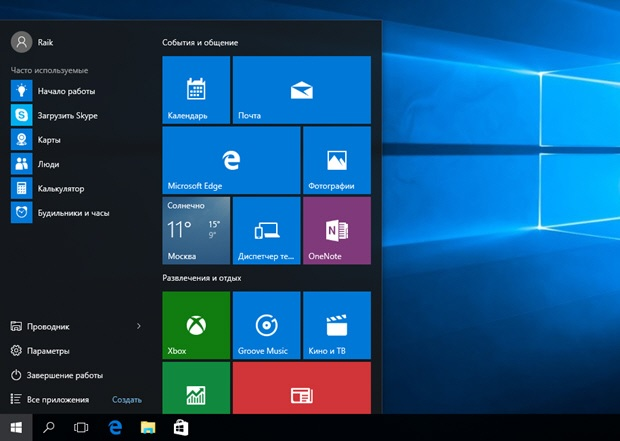 Raik
Часто используемые
Начало работы
Загрузить Skype
Карты
Люди
Калькулятор
Будильники и часы
Проводник
Параметры
Завершение работы
Все приложения
Создать
События и общение
Календарь
Почта
Microsoft Edge
Фотографии
Солнечно
11°
15°
9°
Москва
Диспетчер те...
OneNote
Развлечения и отдых
Xbox
Groove Music
Кино и ТВ